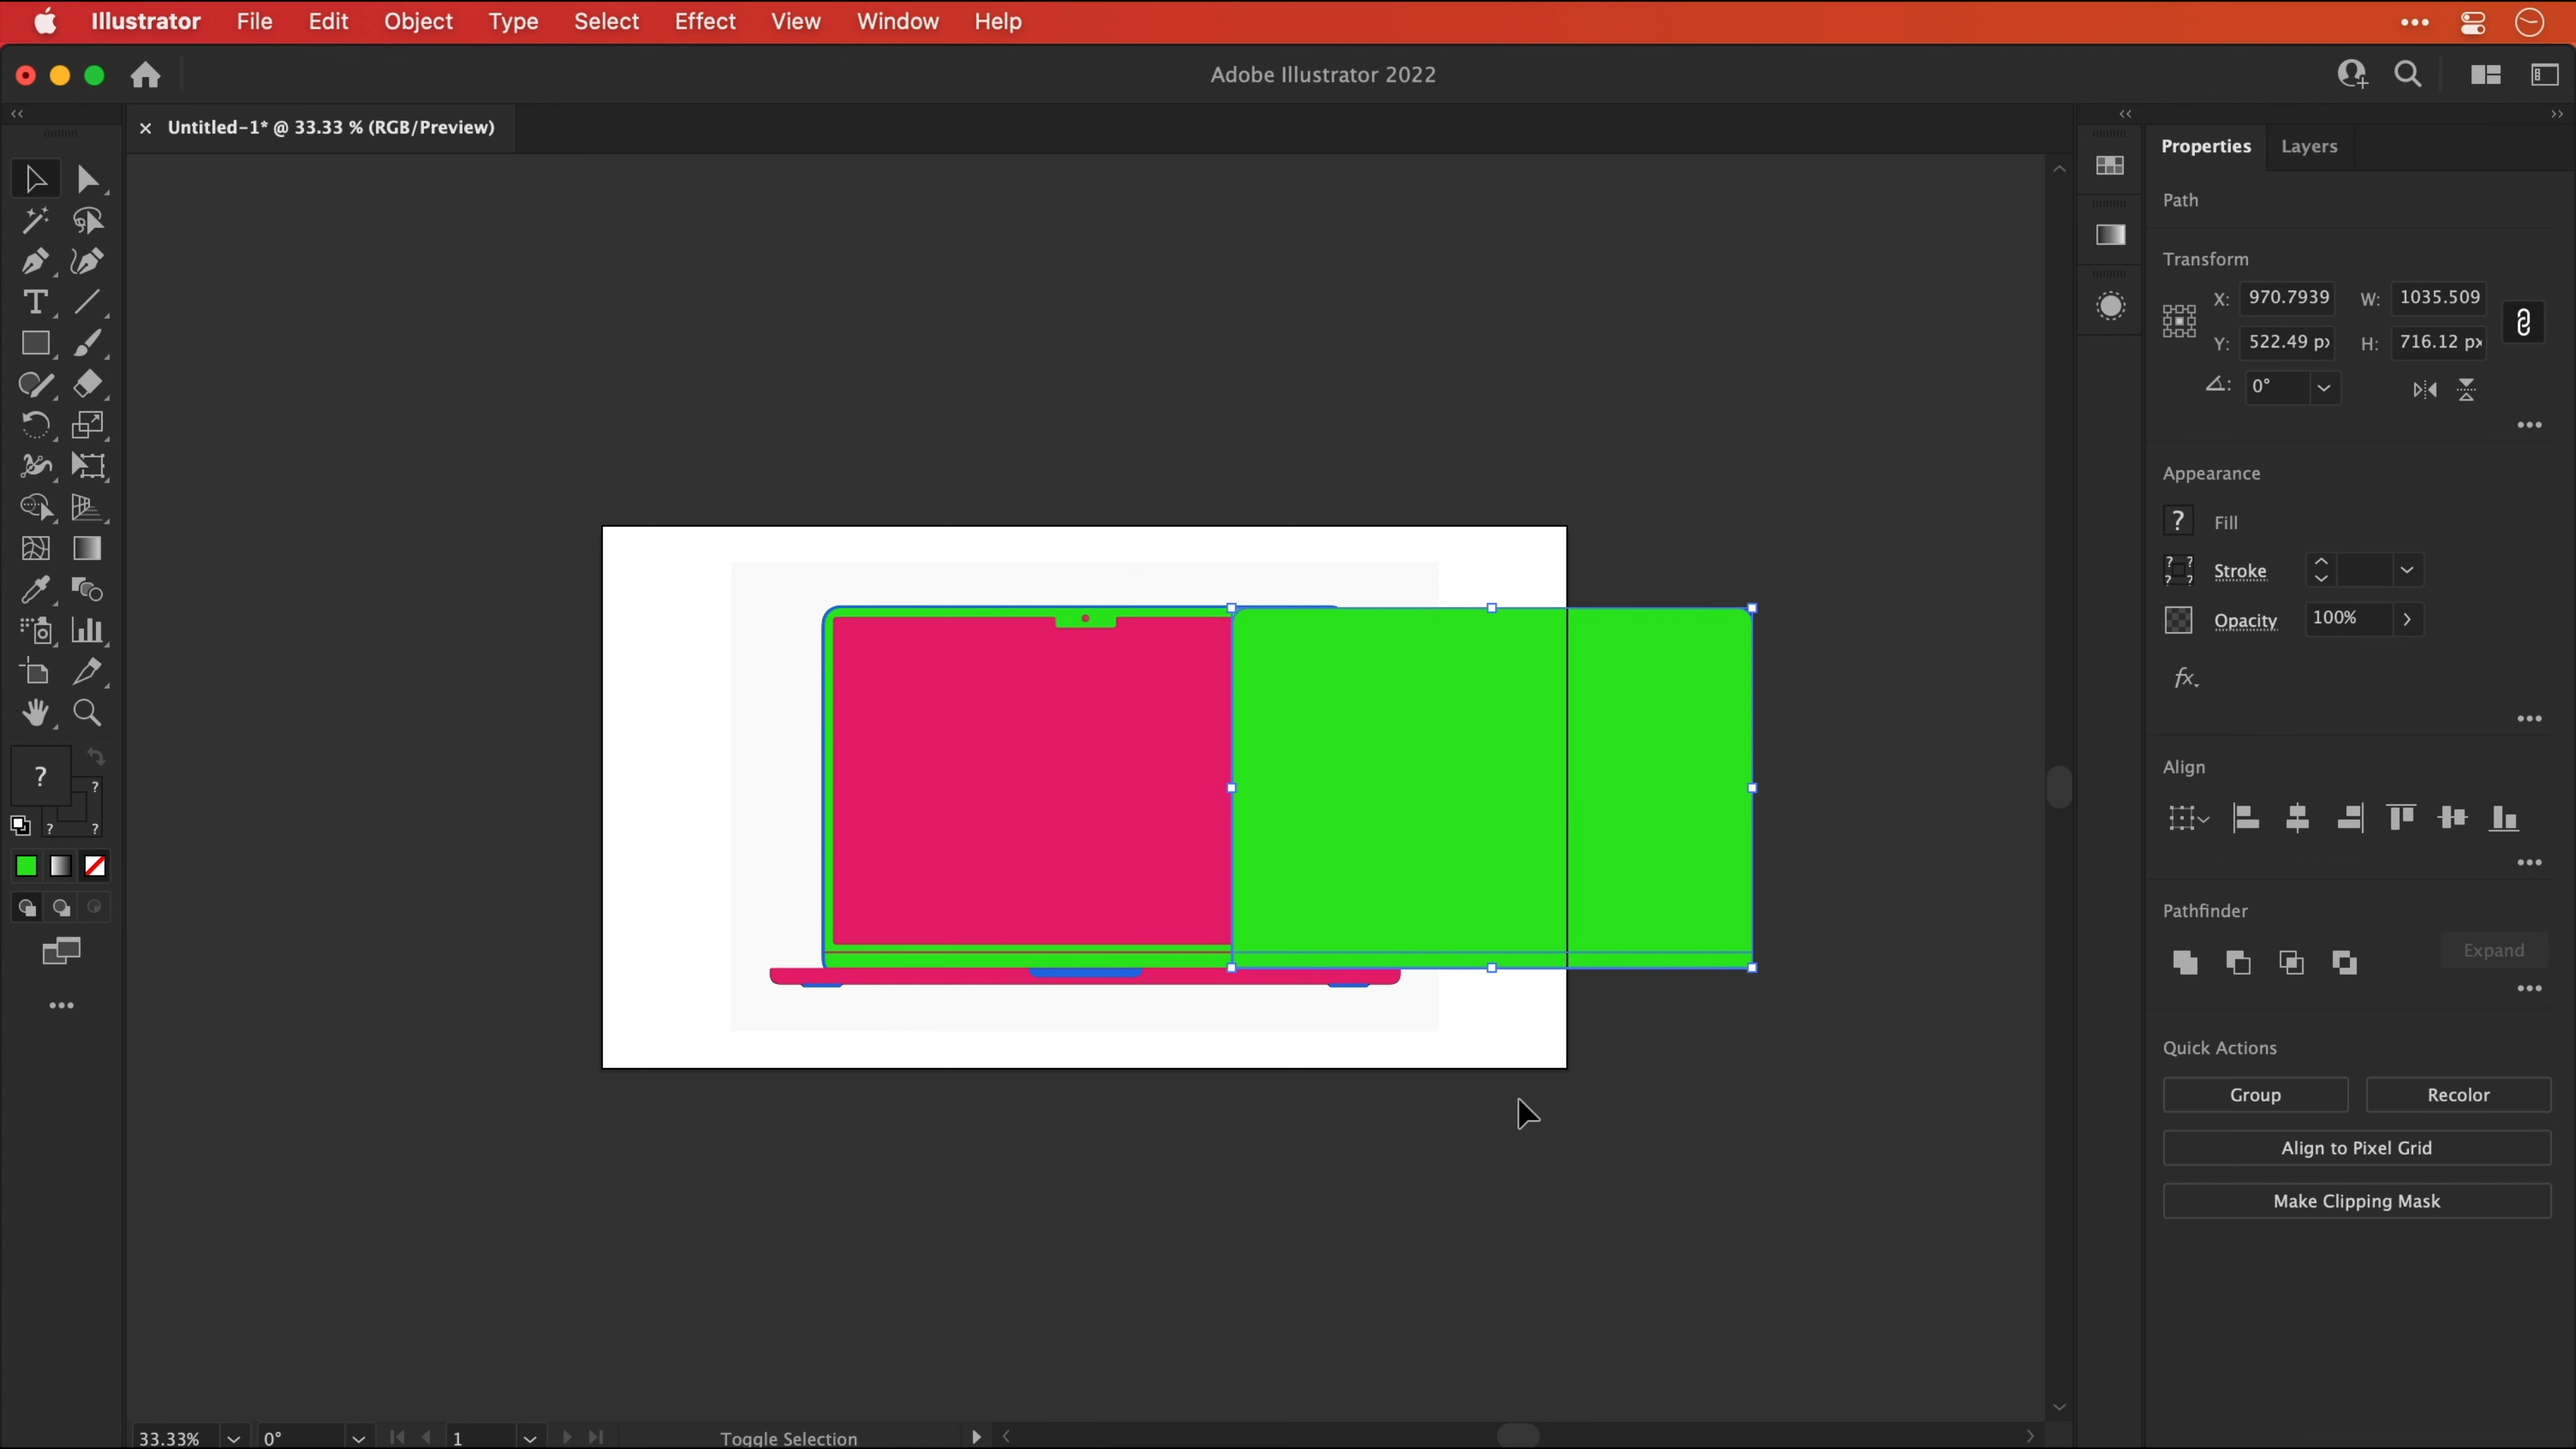 Illustrator File Edit Object Type Select Effect View Window Help
Adobe Illustrator 2022
Untitled-1* @ 33.33 % (RGB/Preview)
Properties Layers
Path
Transform
X: 970.7939 W: 1035.509
Y: 522.49 px H: 716.12 px
0°
Appearance
? Fill
? ? ? ? Stroke
Opacity 100%
fx.
Align
Pathfinder
Expand
Quick Actions
Group Recolor
Align to Pixel Grid
Make Clipping Mask
? ? ? ?
33.33% 0° 1 Toggle Selection